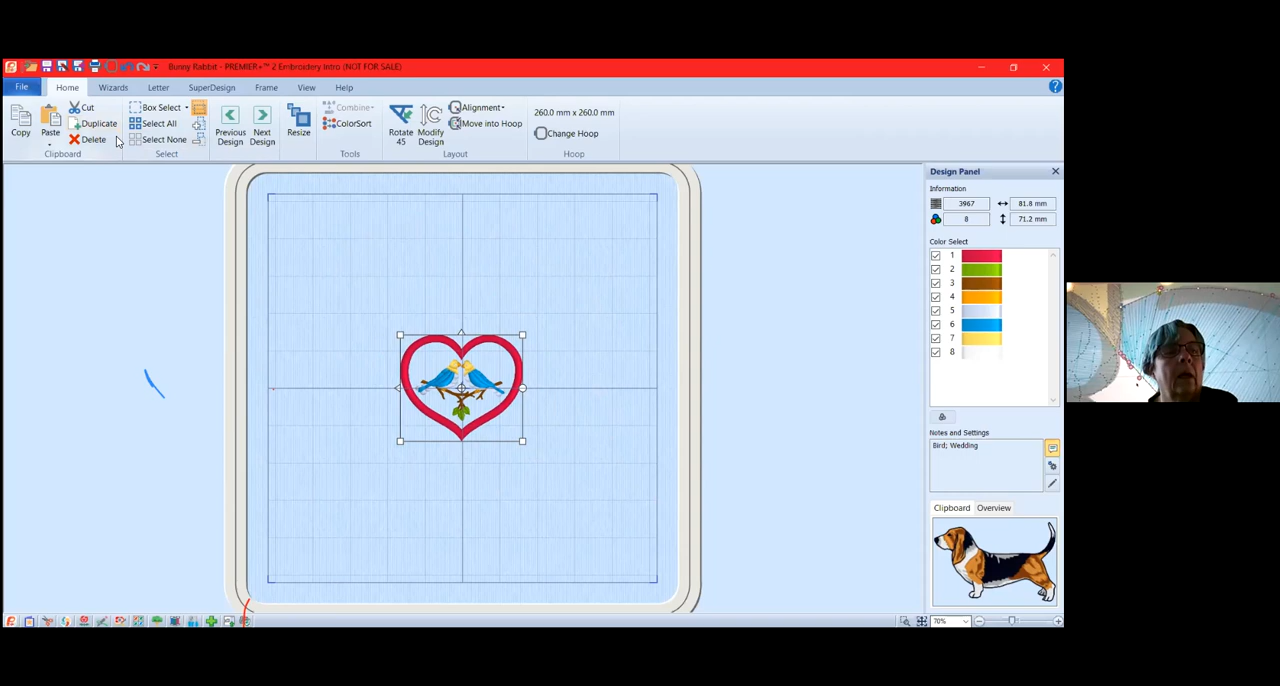 Bunny Rabbit - PREMIER+™ 2 Embroidery Intro (NOT FOR SALE)
File Home Wizards Letter SuperDesign Frame View Help
Copy Paste Cut Duplicate Delete
Clipboard
Box Select Select All Select None
Select
Previous Design Next Design
Resize
Combine ColorSort
Tools
Rotate 45 Modify Design Alignment Move into Hoop
Layout
260.0 mm x 260.0 mm
Change Hoop
Hoop
Design Panel
Information
3967 81.8 mm
8 71.2 mm
Color Select
1
2
3
4
5
6
7
8
Notes and Settings
Bird; Wedding
Clipboard Overview
70%